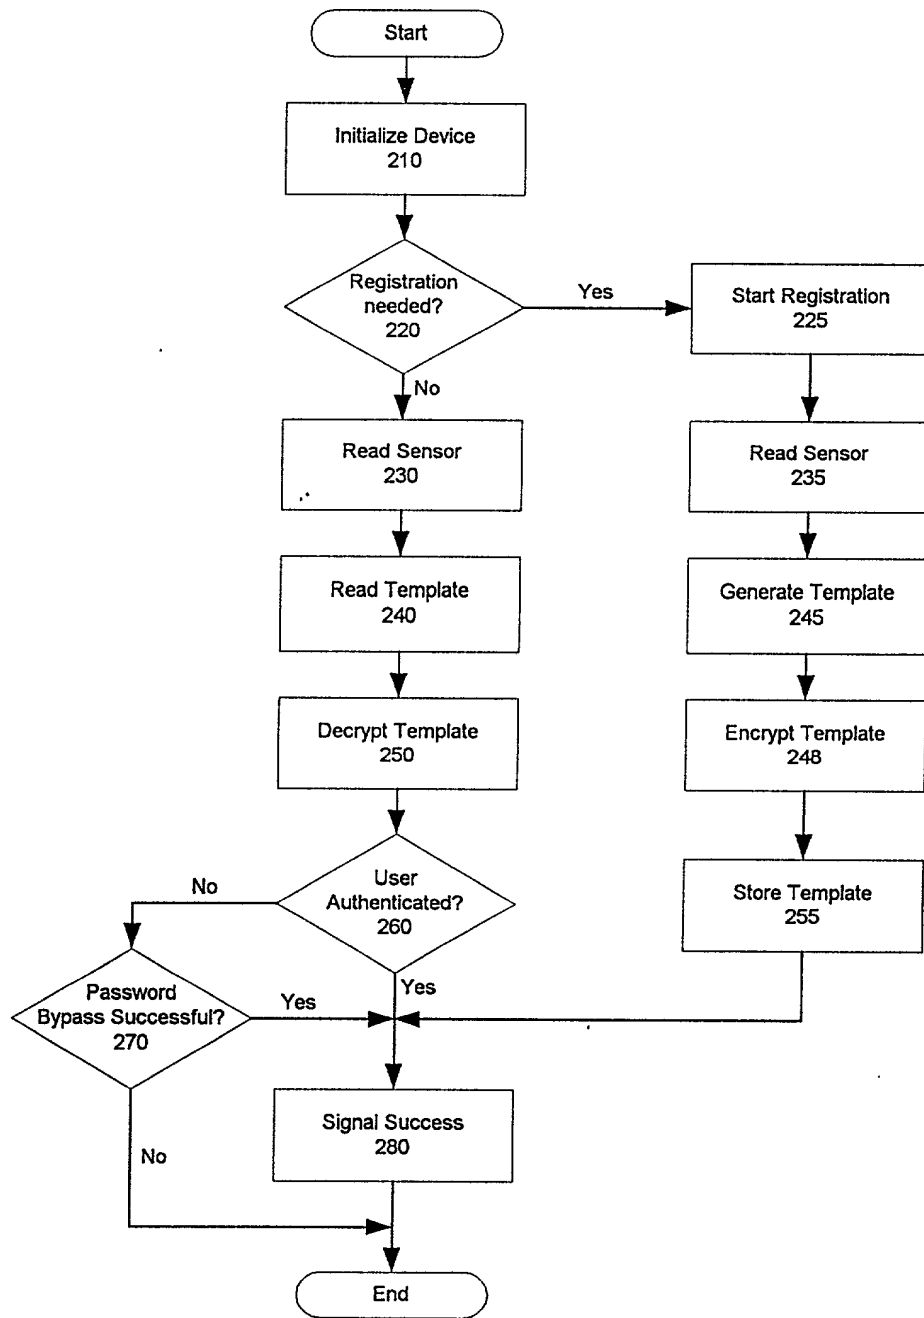 Start
Initialize Device
210
Registration
needed?
220
Yes
Start Registration
225
No
Read Sensor
230
Read Sensor
235
Read Template
240
Generate Template
245
Decrypt Template
250
Encrypt Template
248
No
User
Authenticated?
260
Store Template
255
Yes
Password
Bypass Successful?
270
Yes
Signal Success
280
No
End